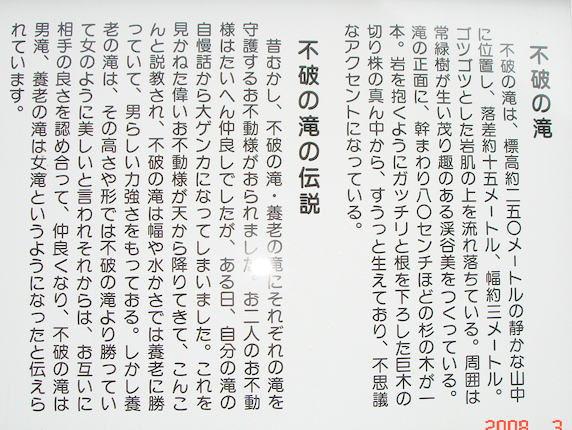 不破の滝
不破の滝は、標高約二五〇メートルの静かな山中
に位置し、落差約十五メートル、幅約三メートル。
ゴツゴツとした岩肌の上を流れ落ちている。周囲は
常緑樹が生い茂り趣のある渓谷美をつくっている。
滝の正面に、幹まわり八〇センチほどの杉の木が一
本。岩を抱くようにガッチリと根を下ろした巨木の
切り株の真ん中から、すうっと生えており、不思議
なアクセントになっている。
不破の滝の伝説
昔むかし、不破の滝・養老の滝にそれぞれの滝を
守護するお不動様がおられました。お二人のお不動
様はたいへん仲良しでしたが、ある日、自分の滝の
自慢話から大ゲンカになってしまいました。これを
見かねた偉いお不動様が天から降りてきて、こんこ
んと説教され、不破の滝は幅や水かさでは養老に勝
っていて、男らしい力強さをもっておる。しかし養
老の滝は、その高さや形では不破の滝より勝ってい
て女のように美しいと言われそれからは、お互いに
相手の良さを認め合って、仲良くなり、不破の滝は
男滝、養老の滝は女滝というようになったと伝えら
れています。
2008 3